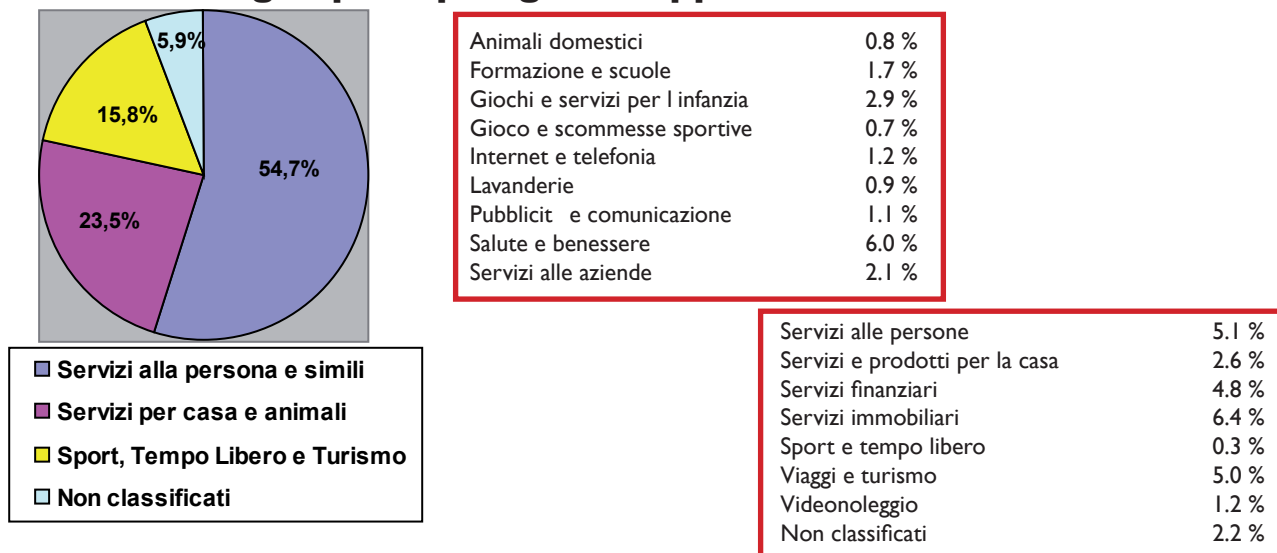 5,9%
15,8%
54,7%
23,5%
Servizi alla persona e simili
Servizi per casa e animali
Sport, Tempo Libero e Turismo
Non classificati
Animali domestici 0.8 %
Formazione e scuole 1.7 %
Giochi e servizi per l infanzia 2.9 %
Gioco e scommesse sportive 0.7 %
Internet e telefonia 1.2 %
Lavanderie 0.9 %
Pubblicit e comunicazione 1.1 %
Salute e benessere 6.0 %
Servizi alle aziende 2.1 %
Servizi alle persone 5.1 %
Servizi e prodotti per la casa 2.6 %
Servizi finanziari 4.8 %
Servizi immobiliari 6.4 %
Sport e tempo libero 0.3 %
Viaggi e turismo 5.0 %
Videonoleggio 1.2 %
Non classificati 2.2 %